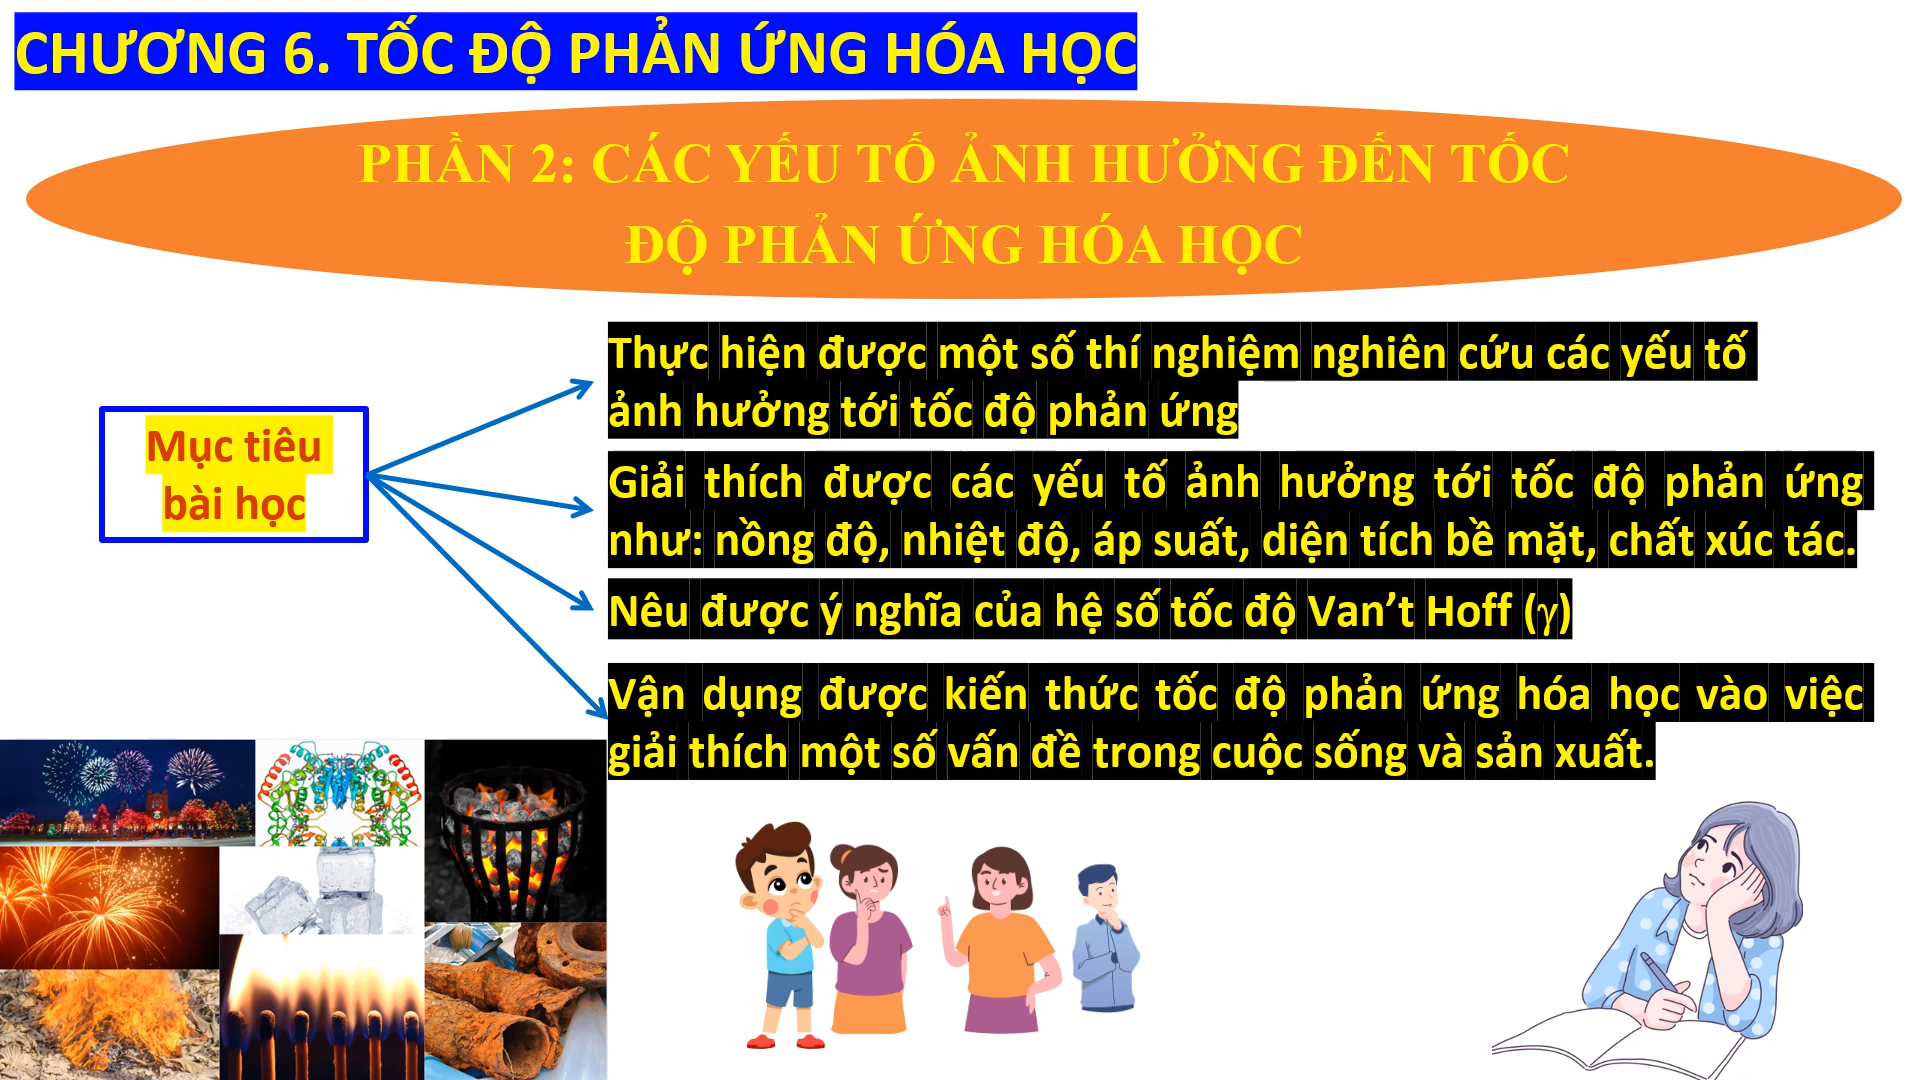 CHƯƠNG 6. TỐC ĐỘ PHẢN ỨNG HÓA HỌC
PHẦN 2: CÁC YẾU TỐ ẢNH HƯỞNG ĐẾN TỐC
ĐỘ PHẢN ỨNG HÓA HỌC
Mục tiêu
bài học
Thực hiện được một số thí nghiệm nghiên cứu các yếu tố
ảnh hưởng tới tốc độ phản ứng
Giải thích được các yếu tố ảnh hưởng tới tốc độ phản ứng
như: nồng độ, nhiệt độ, áp suất, diện tích bề mặt, chất xúc tác.
Nêu được ý nghĩa của hệ số tốc độ Van’t Hoff (γ)
Vận dụng được kiến thức tốc độ phản ứng hóa học vào việc
giải thích một số vấn đề trong cuộc sống và sản xuất.